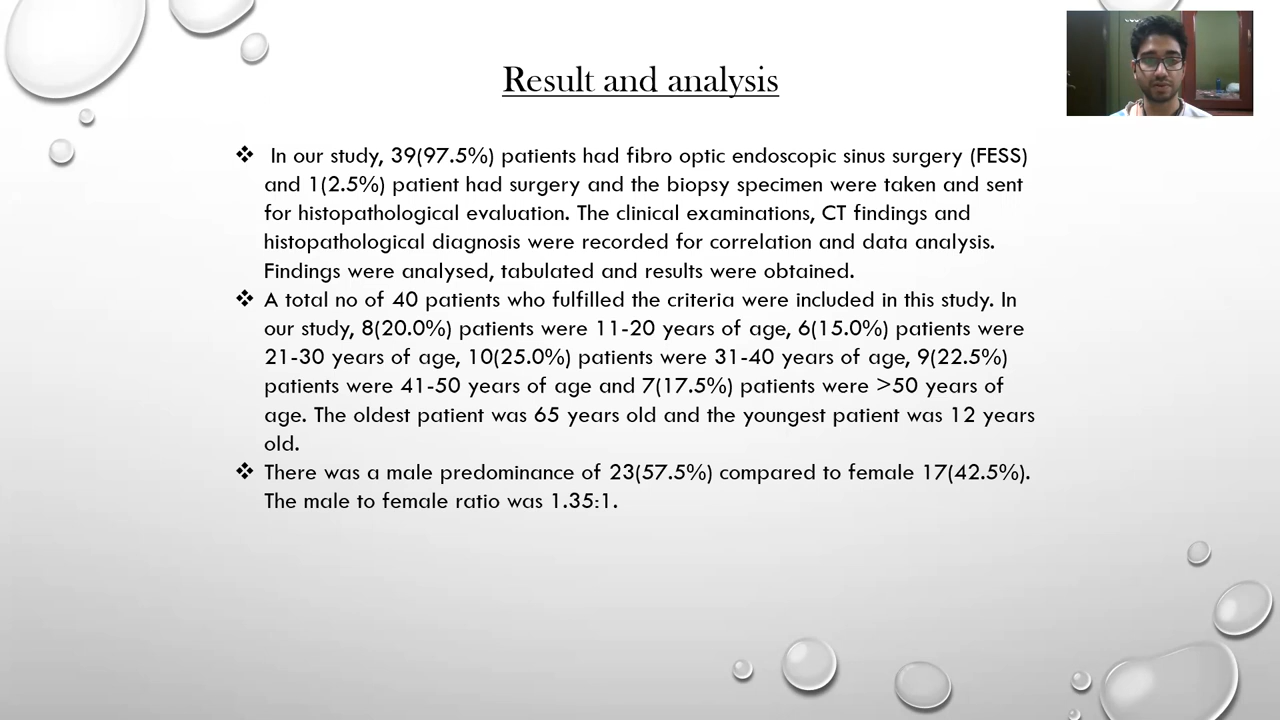 Result and analysis
❖ In our study, 39(97.5%) patients had fibro optic endoscopic sinus surgery (FESS)
and 1(2.5%) patient had surgery and the biopsy specimen were taken and sent
for histopathological evaluation. The clinical examinations, CT findings and
histopathological diagnosis were recorded for correlation and data analysis.
Findings were analysed, tabulated and results were obtained.
❖ A total no of 40 patients who fulfilled the criteria were included in this study. In
our study, 8(20.0%) patients were 11-20 years of age, 6(15.0%) patients were
21-30 years of age, 10(25.0%) patients were 31-40 years of age, 9(22.5%)
patients were 41-50 years of age and 7(17.5%) patients were >50 years of
age. The oldest patient was 65 years old and the youngest patient was 12 years
old.
❖ There was a male predominance of 23(57.5%) compared to female 17(42.5%).
The male to female ratio was 1.35:1.